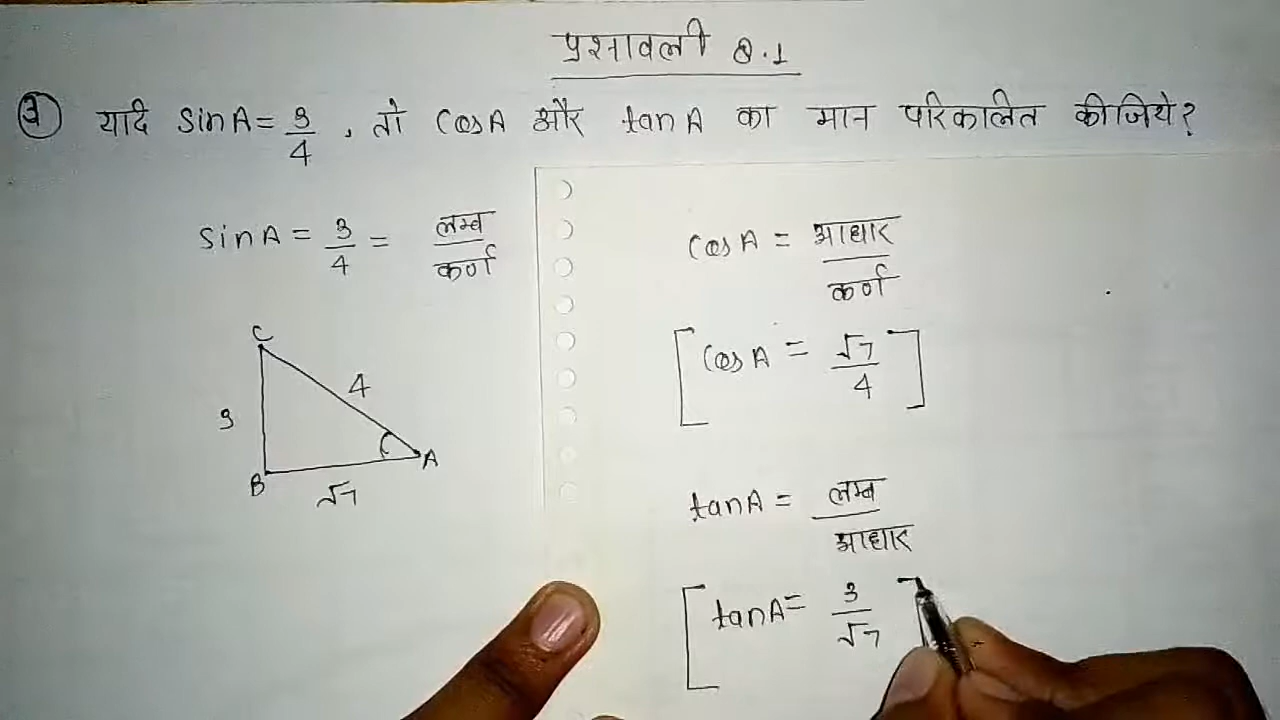 प्रश्नावली 8.1
③ यदि sinA = 3/4 , तो cosA और tanA का मान परिकलित कीजिये?
sinA = 3/4 = लम्ब/कर्ण
C
4
3
A
B
√7
cosA = आधार/कर्ण
[cosA = √7/4]
tanA = लम्ब/आधार
[tanA = 3/√7